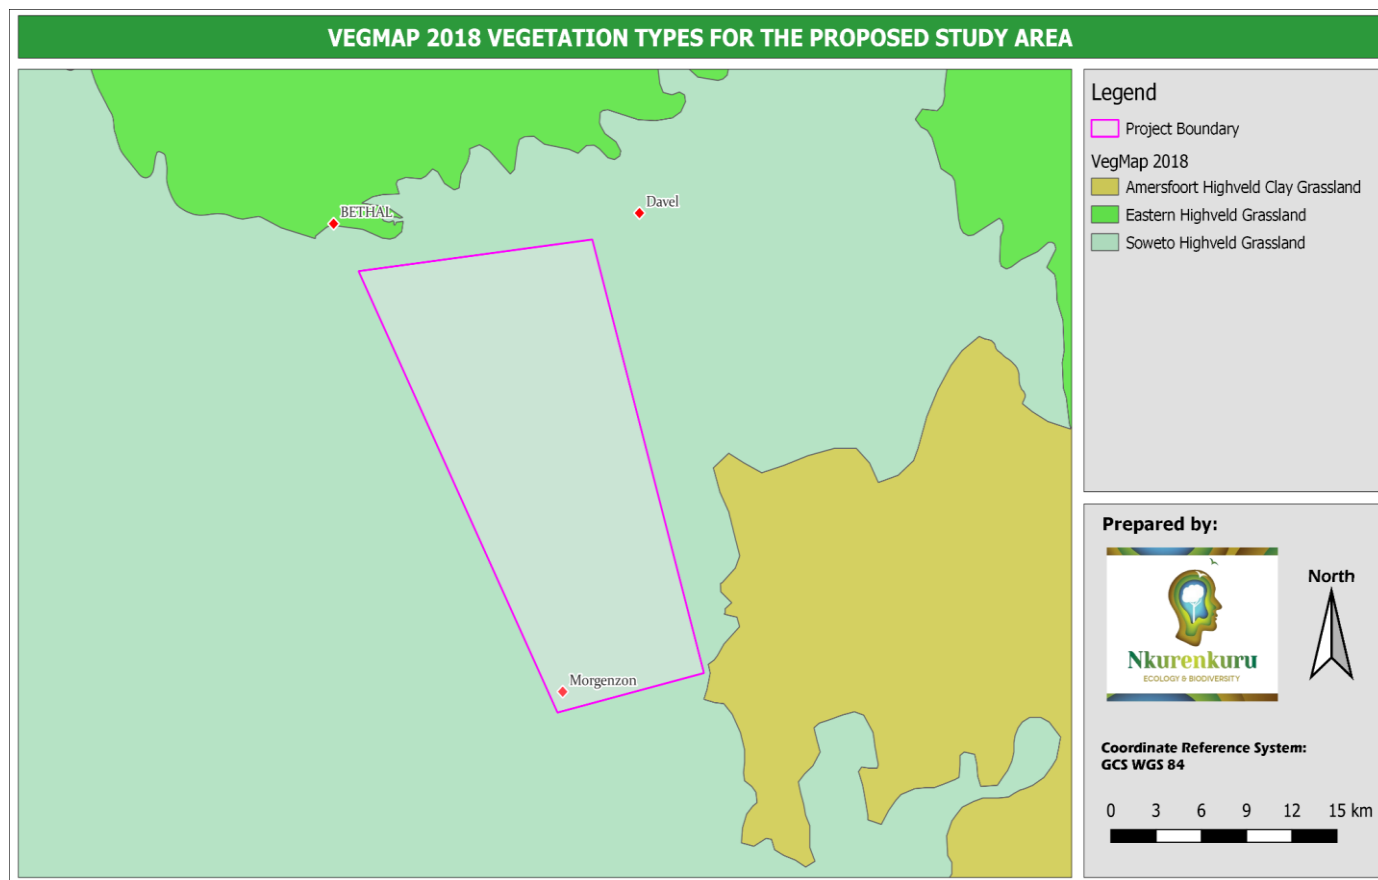 VEGMAP 2018 VEGETATION TYPES FOR THE PROPOSED STUDY AREA
BETHAL
Davel
Morgenzon
Legend
Project Boundary
VegMap 2018
Amersfoort Highveld Clay Grassland
Eastern Highveld Grassland
Soweto Highveld Grassland
Prepared by:
Nkurenkuru
ECOLOGY & BIODIVERSITY
North
Coordinate Reference System:
GCS WGS 84
0 3 6 9 12 15 km